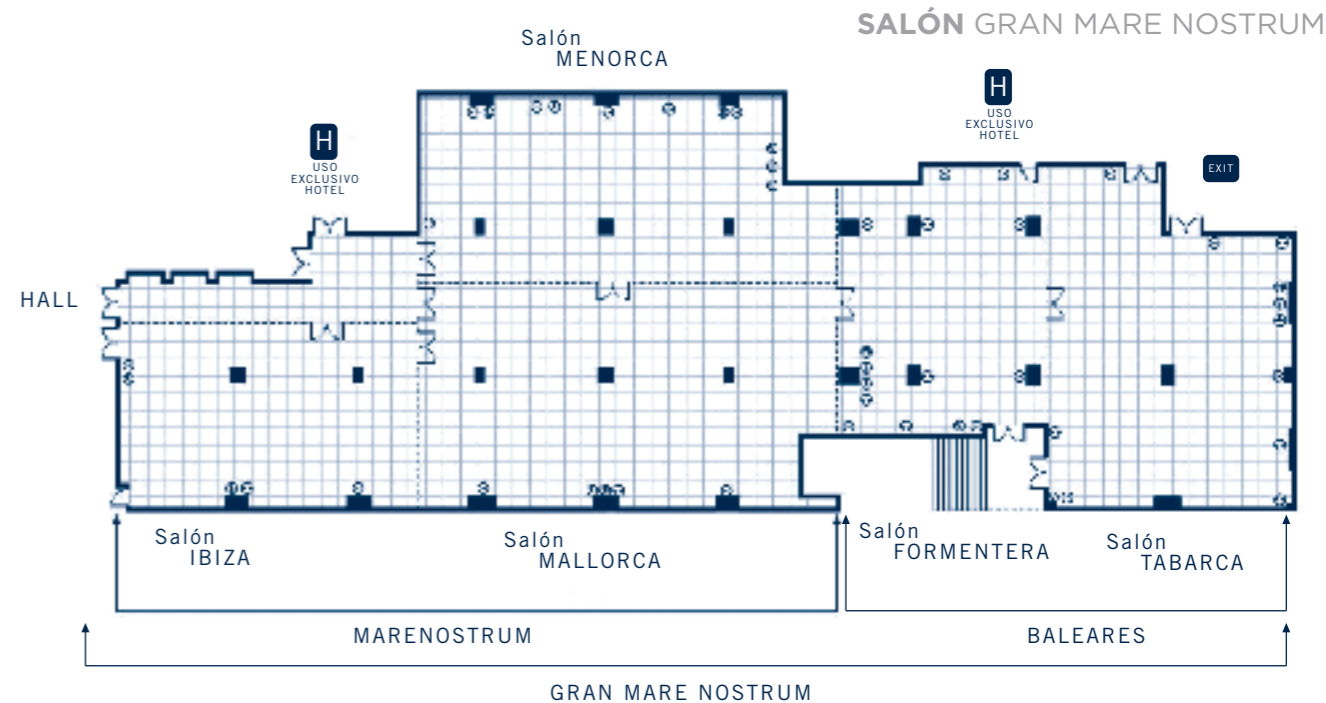 SALÓN GRAN MARE NOSTRUM
Salón
MENORCA
H
USO
EXCLUSIVO
HOTEL
H
USO
EXCLUSIVO
HOTEL
EXIT
HALL
Salón
IBIZA
Salón
MALLORCA
Salón
FORMENTERA
Salón
TABARCA
MARENOSTRUM
BALEARES
GRAN MARE NOSTRUM